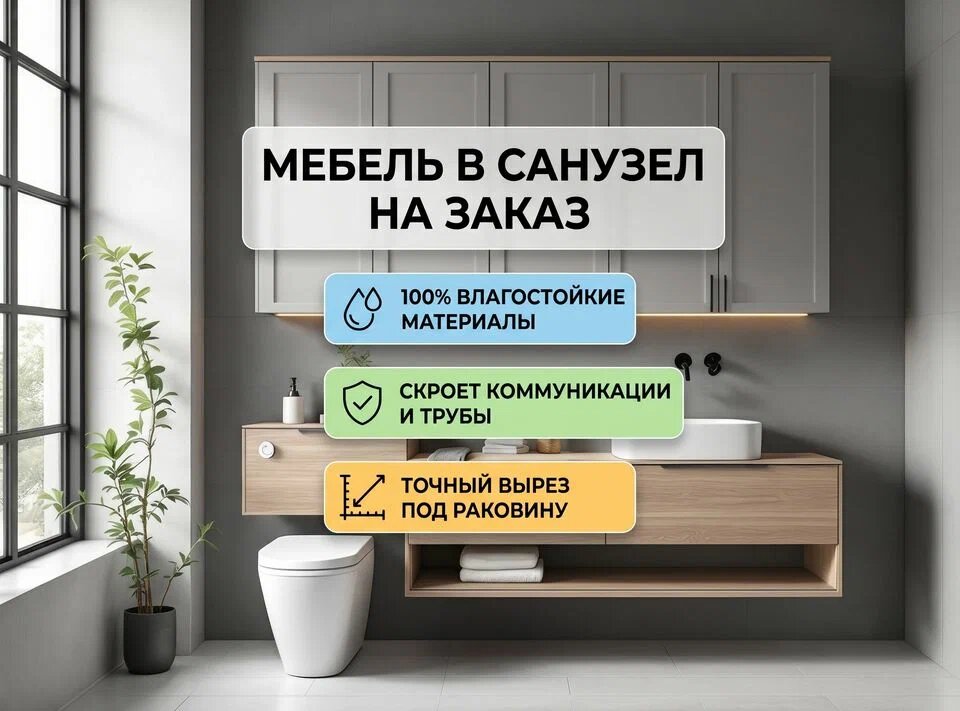 МЕБЕЛЬ В САНУЗЕЛ
НА ЗАКАЗ
100% ВЛАГОСТОЙКИЕ
МАТЕРИАЛЫ
СКРОЕТ КОММУНИКАЦИИ
И ТРУБЫ
ТОЧНЫЙ ВЫРЕЗ
ПОД РАКОВИНУ